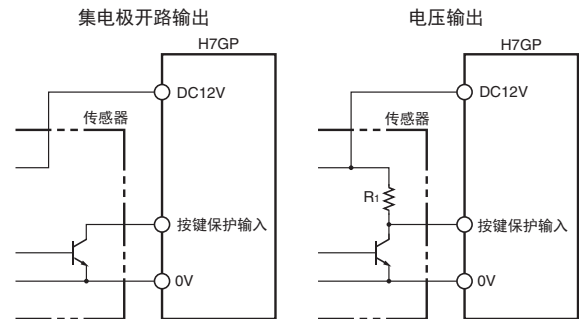 集电极开路输出
H7GP
DC12V
传感器
按键保护输入
0V
电压输出
H7GP
DC12V
传感器
R1
按键保护输入
0V